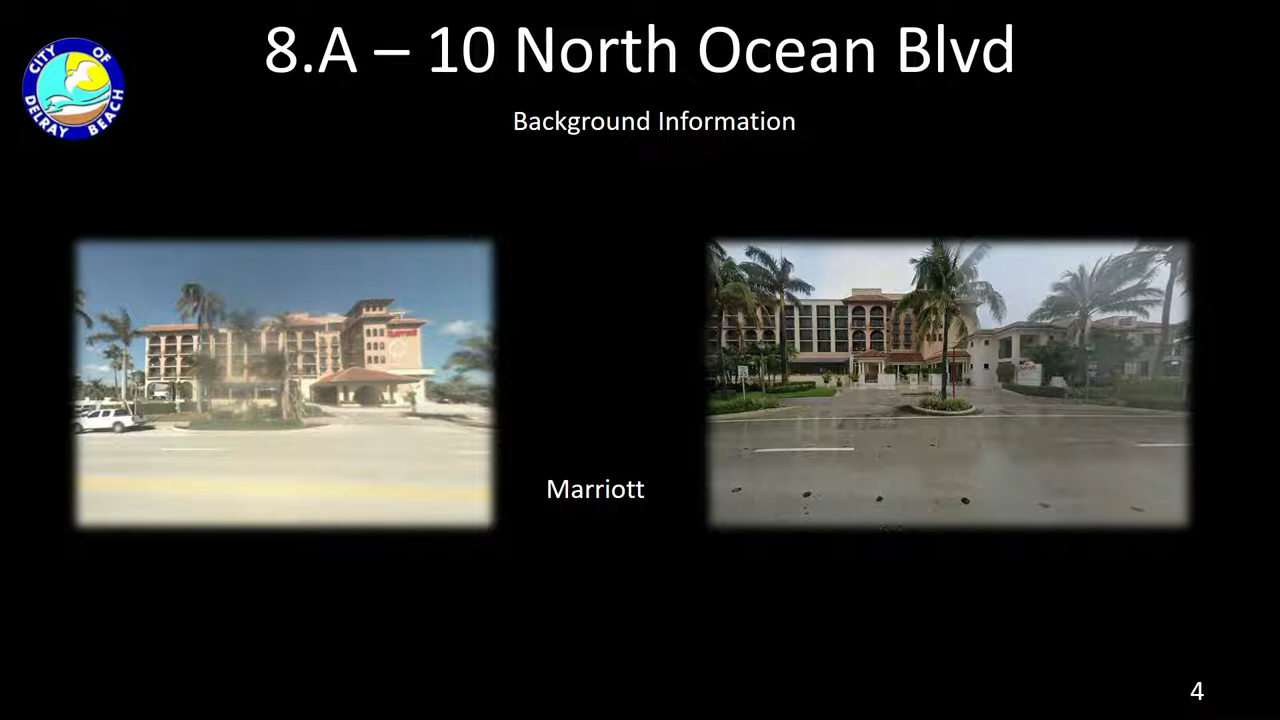 8.A – 10 North Ocean Blvd
CITY OF
DELRAY BEACH
Background Information
Marriott
4